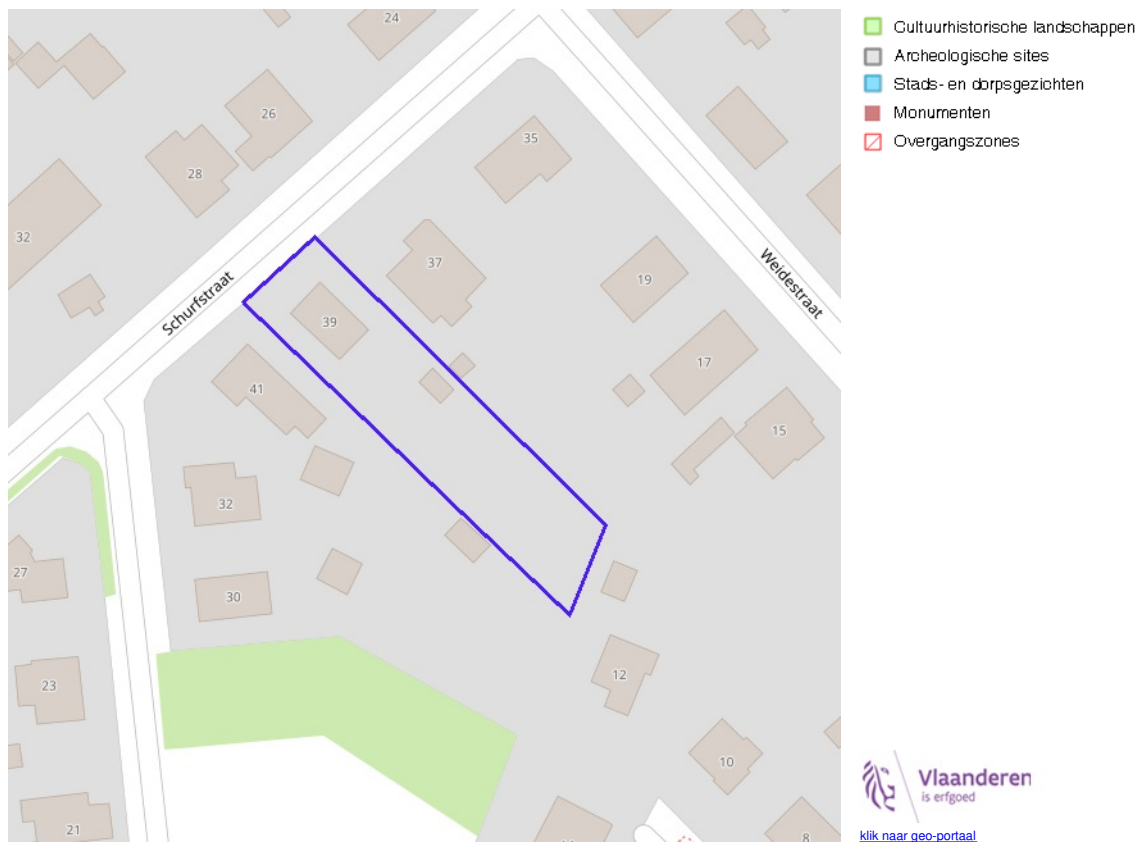 24
26
35
28
32
37
19
Weidestraat
Schurfstraat
39
17
41
15
32
27
30
23
12
10
21
8
Cultuurhistorische landschappen
Archeologische sites
Stads- en dorpsgezichten
Monumenten
Overgangszones
Vlaanderen
is erfgoed
klik naar geo-portaal